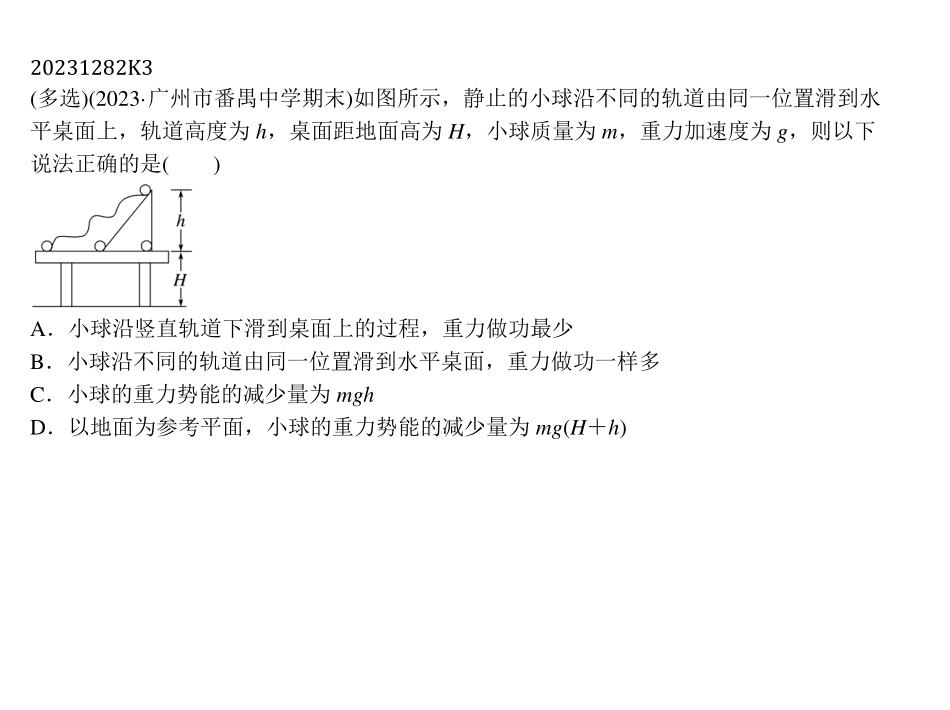 20231282K3
(多选)(2023·广州市番禺中学期末)如图所示，静止的小球沿不同的轨道由同一位置滑到水
平桌面上，轨道高度为 h，桌面距地面高为 H，小球质量为 m，重力加速度为 g，则以下
说法正确的是(　　)
h
H
A．小球沿竖直轨道下滑到桌面上的过程，重力做功最少
B．小球沿不同的轨道由同一位置滑到水平桌面，重力做功一样多
C．小球的重力势能的减少量为 mgh
D．以地面为参考平面，小球的重力势能的减少量为 mg(H＋h)